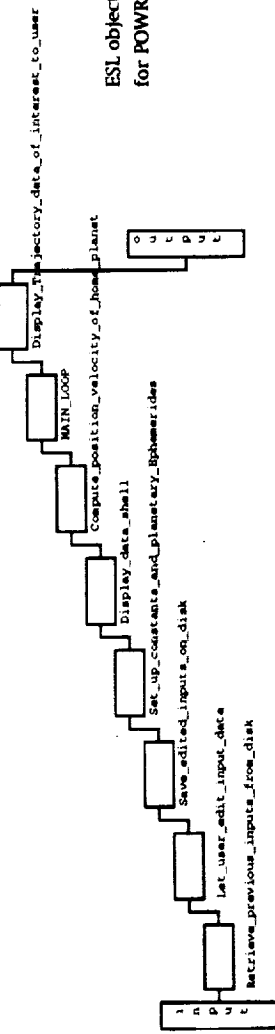 Display_Trajectory_data_of_interest_to_user
MAIN_LOOP
Compute_position_velocity_of_home_planet
Display_data_shell
Set_up_constants_and_planetary_Ephemerides
Save_edited_inputs_on_disk
Let_user_edit_input_data
Retrieve_previous_inputs_from_disk
input
output
ESL object
for POWR